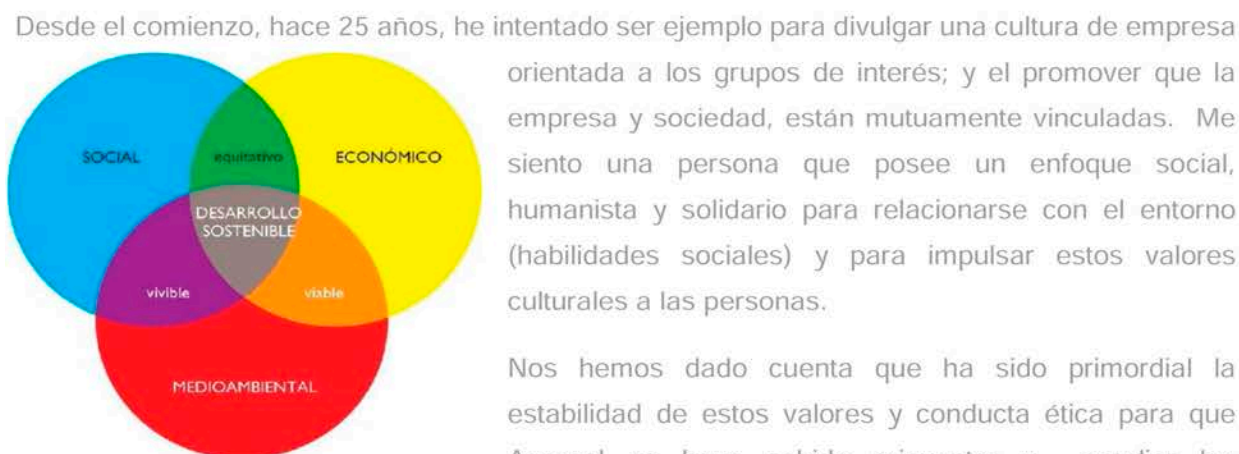 Desde el comienzo, hace 25 años, he intentado ser ejemplo para divulgar una cultura de empresa
orientada a los grupos de interés; y el promover que la
empresa y sociedad, están mutuamente vinculadas. Me
siento una persona que posee un enfoque social,
humanista y solidario para relacionarse con el entorno
(habilidades sociales) y para impulsar estos valores
culturales a las personas.
Nos hemos dado cuenta que ha sido primordial la
estabilidad de estos valores y conducta ética para que
SOCIAL
equitativo
ECONÓMICO
DESARROLLO
SOSTENIBLE
vivible
MEDIOAMBIENTAL